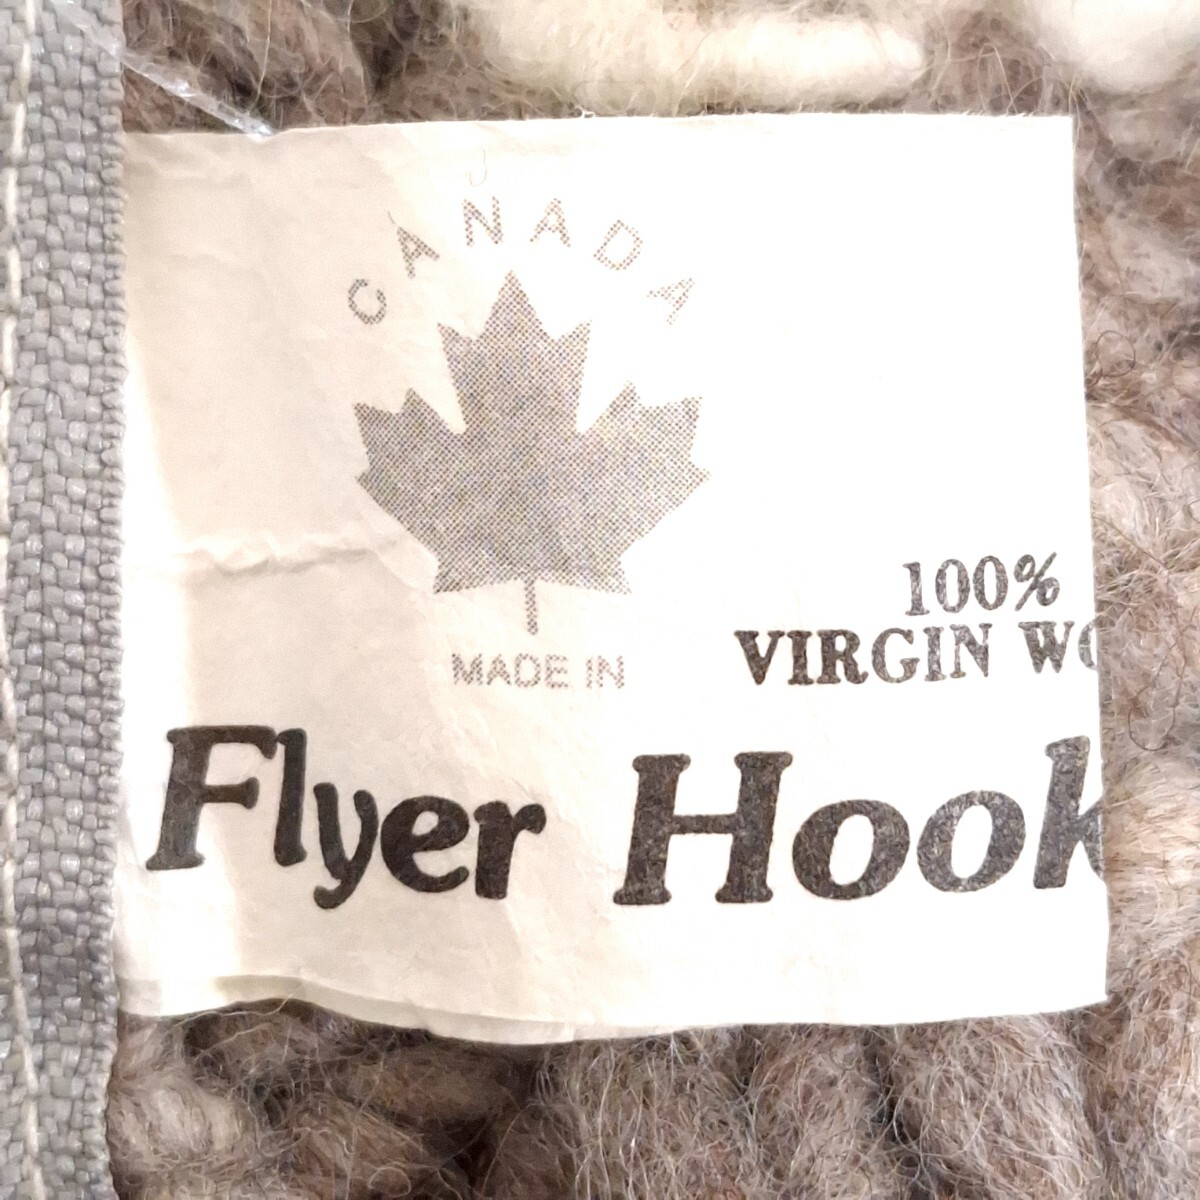 CANADA
MADE IN
100%
VIRGIN WO
Flyer Hook